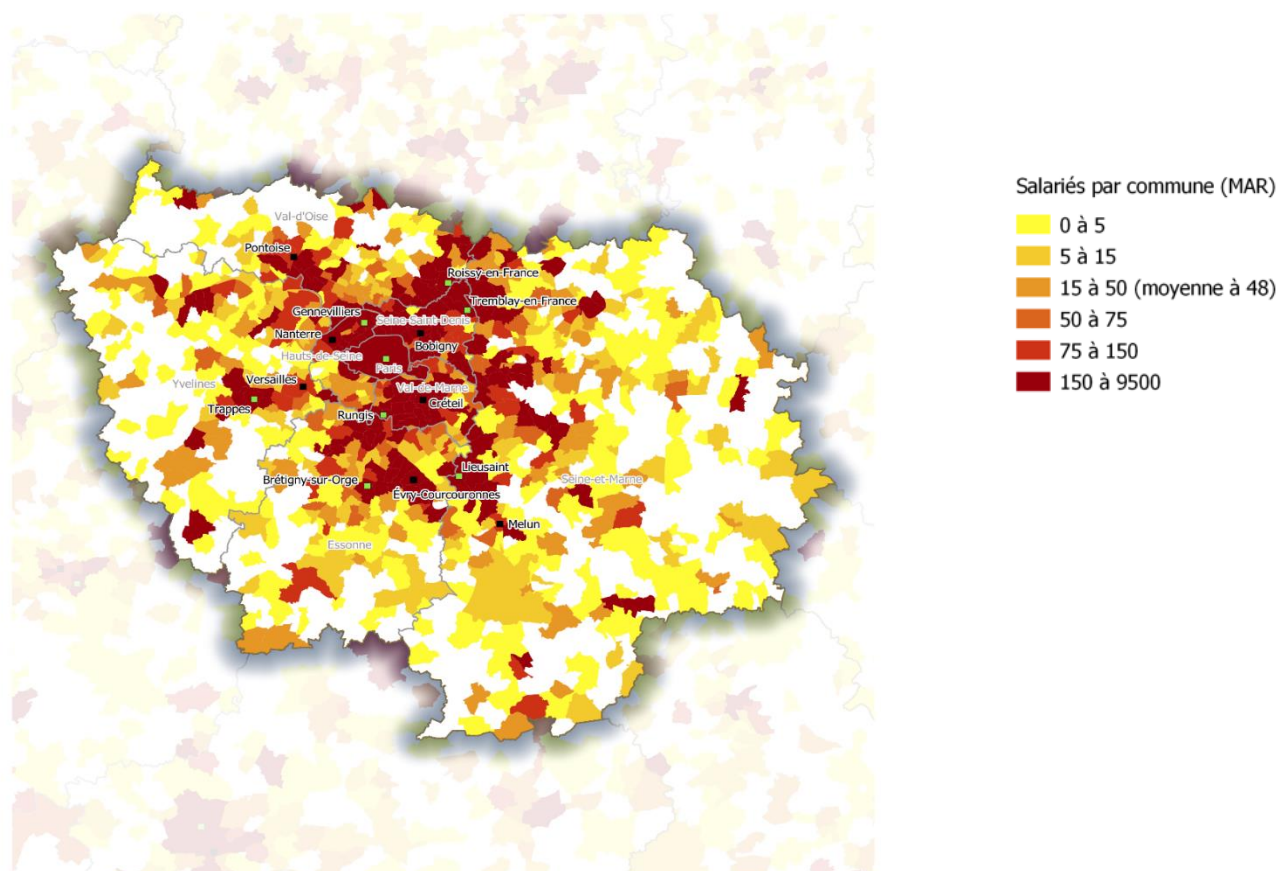 Val-d'Oise
Pontoise
Roissy-en-France
Tremblay-en-France
Gennevilliers
Seine-Saint-Denis
Nanterre
Bobigny
Hauts-de-Seine
Paris
Yvelines
Versailles
Val-de-Marne
Trappes
Créteil
Rungis
Lieusaint
Brétigny-sur-Orge
Seine-et-Marne
Évry-Courcouronnes
Melun
Essonne
Salariés par commune (MAR)
0 à 5
5 à 15
15 à 50 (moyenne à 48)
50 à 75
75 à 150
150 à 9500